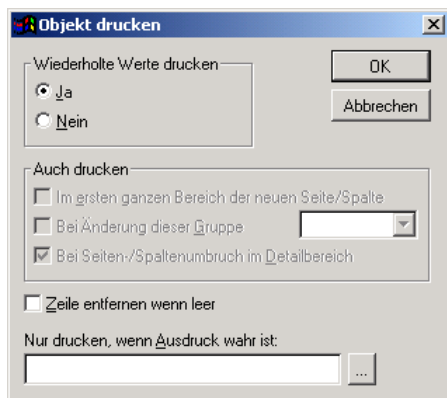 Objekt drucken
Wiederholte Werte drucken
OK
Ja
Abbrechen
Nein
Auch drucken
Im ersten ganzen Bereich der neuen Seite/Spalte
Bei Änderung dieser Gruppe
Bei Seiten-/Spaltenumbruch im Detailbereich
Zeile entfernen wenn leer
Nur drucken, wenn Ausdruck wahr ist:
...